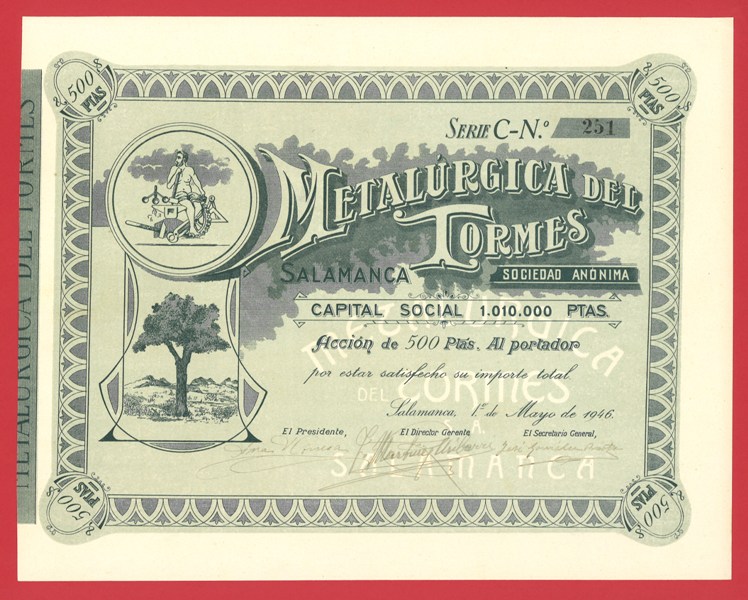 500
PTAS
500
PTAS
METALÚRGICA DEL TORMES
SERIE C-N.º 251
METALÚRGICA DEL
TORMES
SALAMANCA
SOCIEDAD ANÓNIMA
CAPITAL SOCIAL 1.010.000 PTAS.
Acción de 500 Ptas. Al portador
por estar satisfecho su importe total
DEL TORMES
Salamanca, 1º de Mayo de 1946.
El Presidente, El Director Gerente El Secretario General,
SALAMANCA
500
PTAS
500
PTAS